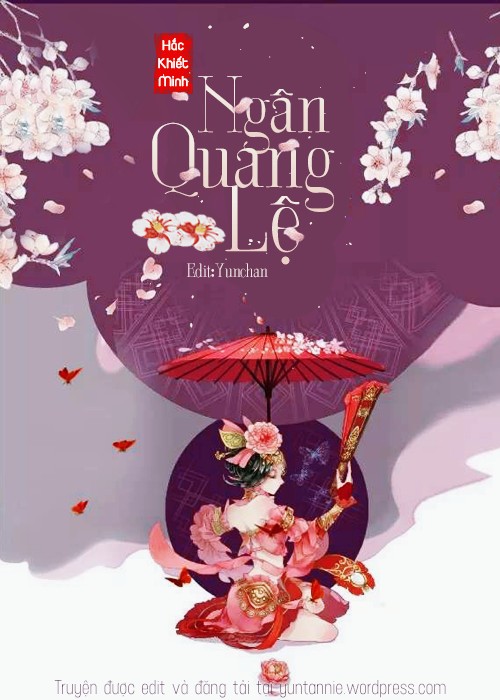 Hắc
Khiết
Minh
Ngân
Quang
Lệ
Edit:Yunchan
Truyện được edit và đăng tải tại yuntannie.wordpress.com